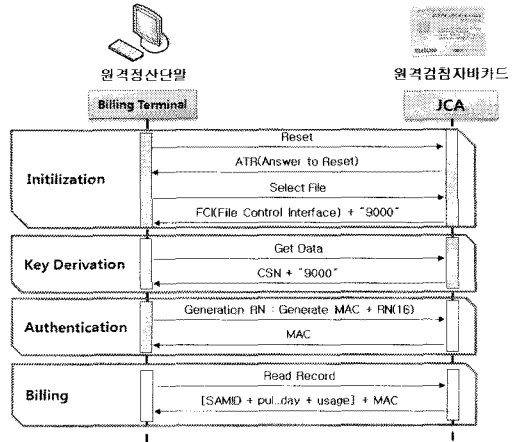 원격정산단말
원격검침자바카드
Billing Terminal
JCA
Initilization
Reset
ATR(Answer to Reset)
Select File
FCI(File Control Interface) + "9000"
Key Derivation
Get Data
CSN + "9000"
Authentication
Generation RN : Generate MAC + RN(16)
MAC
Billing
Read Record
[SAMID + pul..day + usage] + MAC